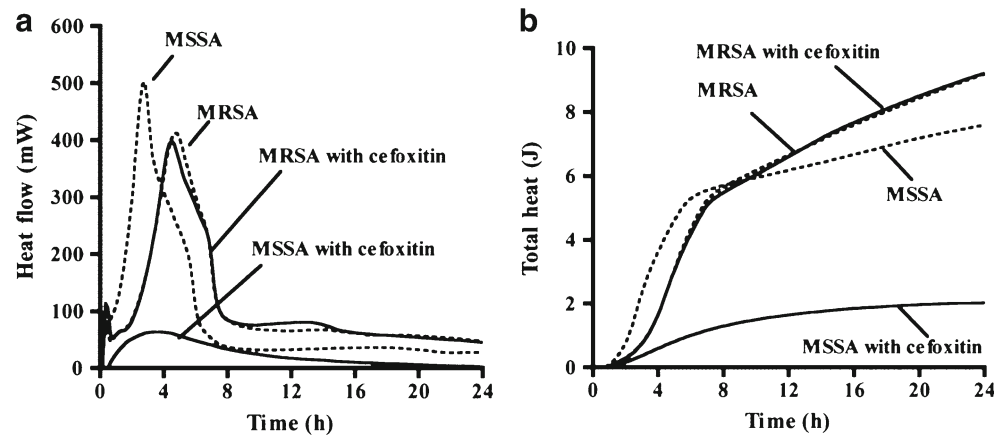 a
600
500
400
300
200
100
0
Heat flow (mW)
MSSA
MRSA
MRSA with cefoxitin
MSSA with cefoxitin
0 4 8 12 16 20 24
Time (h)
b
10
8
6
4
2
0
Total heat (J)
MRSA with cefoxitin
MRSA
MSSA
MSSA with cefoxitin
0 4 8 12 16 20 24
Time (h)